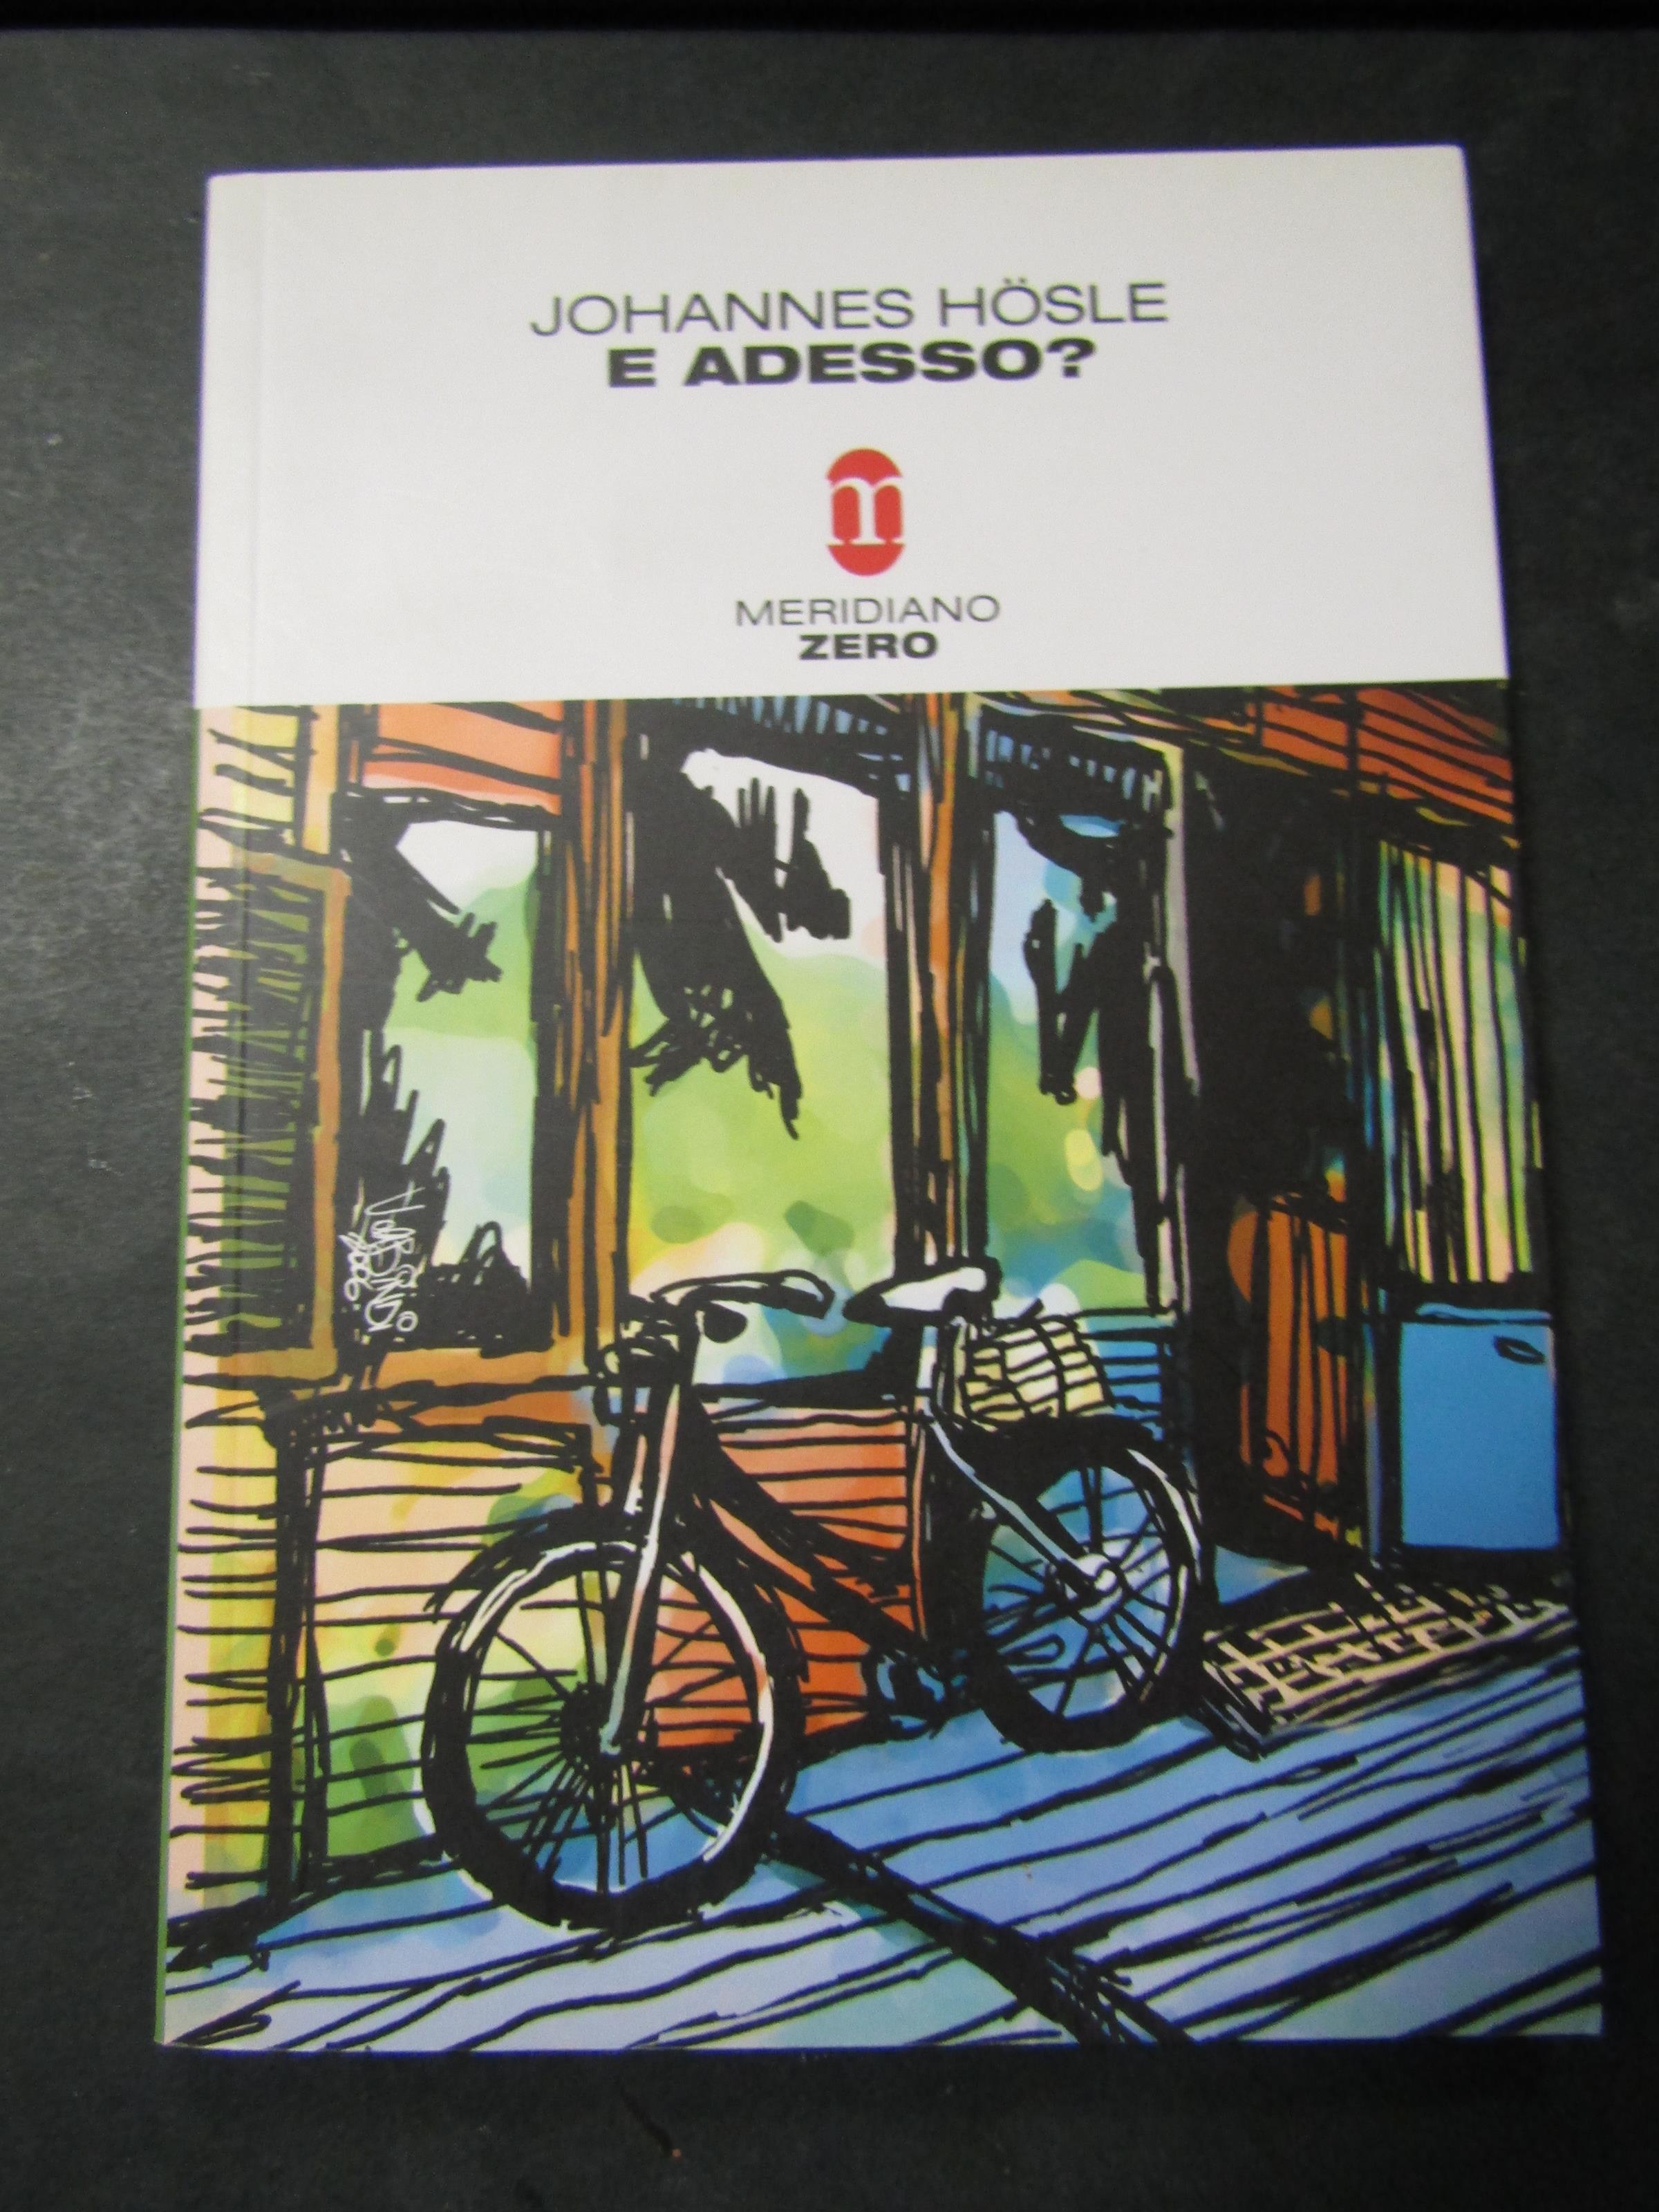 JOHANNES HÖSLE
E ADESSO?
m
MERIDIANO
ZERO